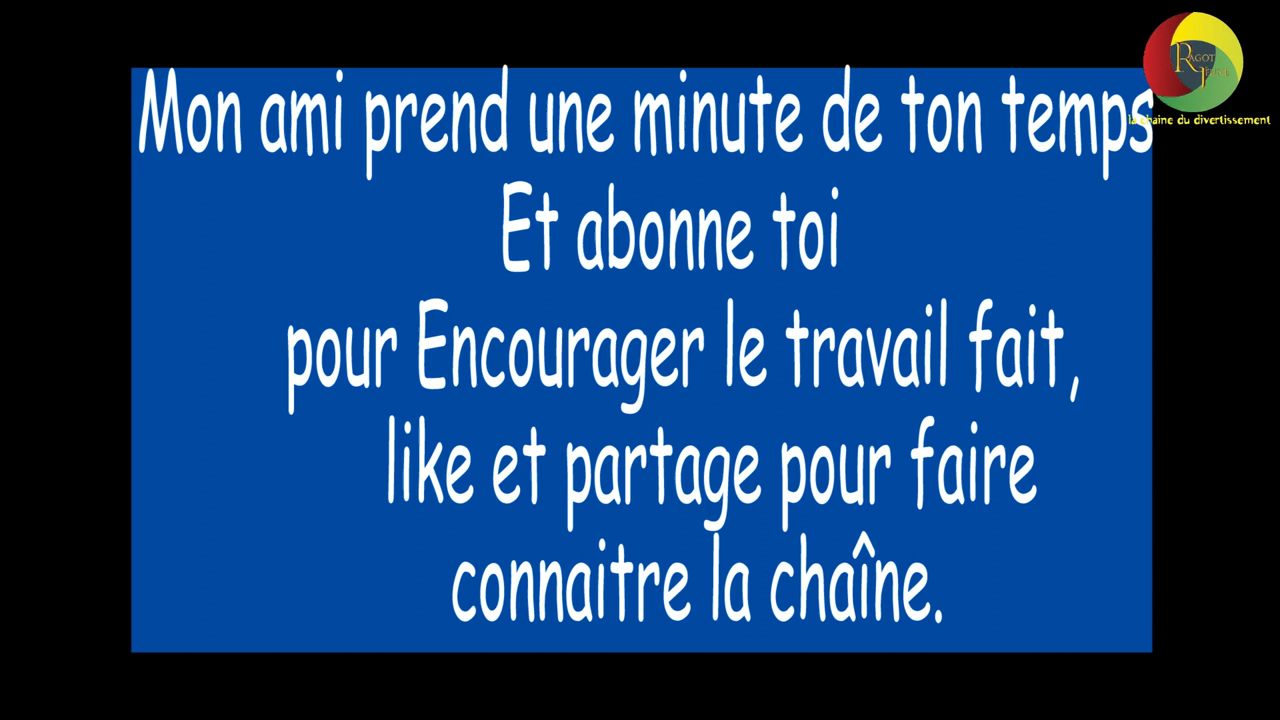 Mon ami prend une minute de ton temps
Et abonne toi
pour Encourager le travail fait,
like et partage pour faire
connaitre la chaîne.
RAGOT
la chaine du divertissement